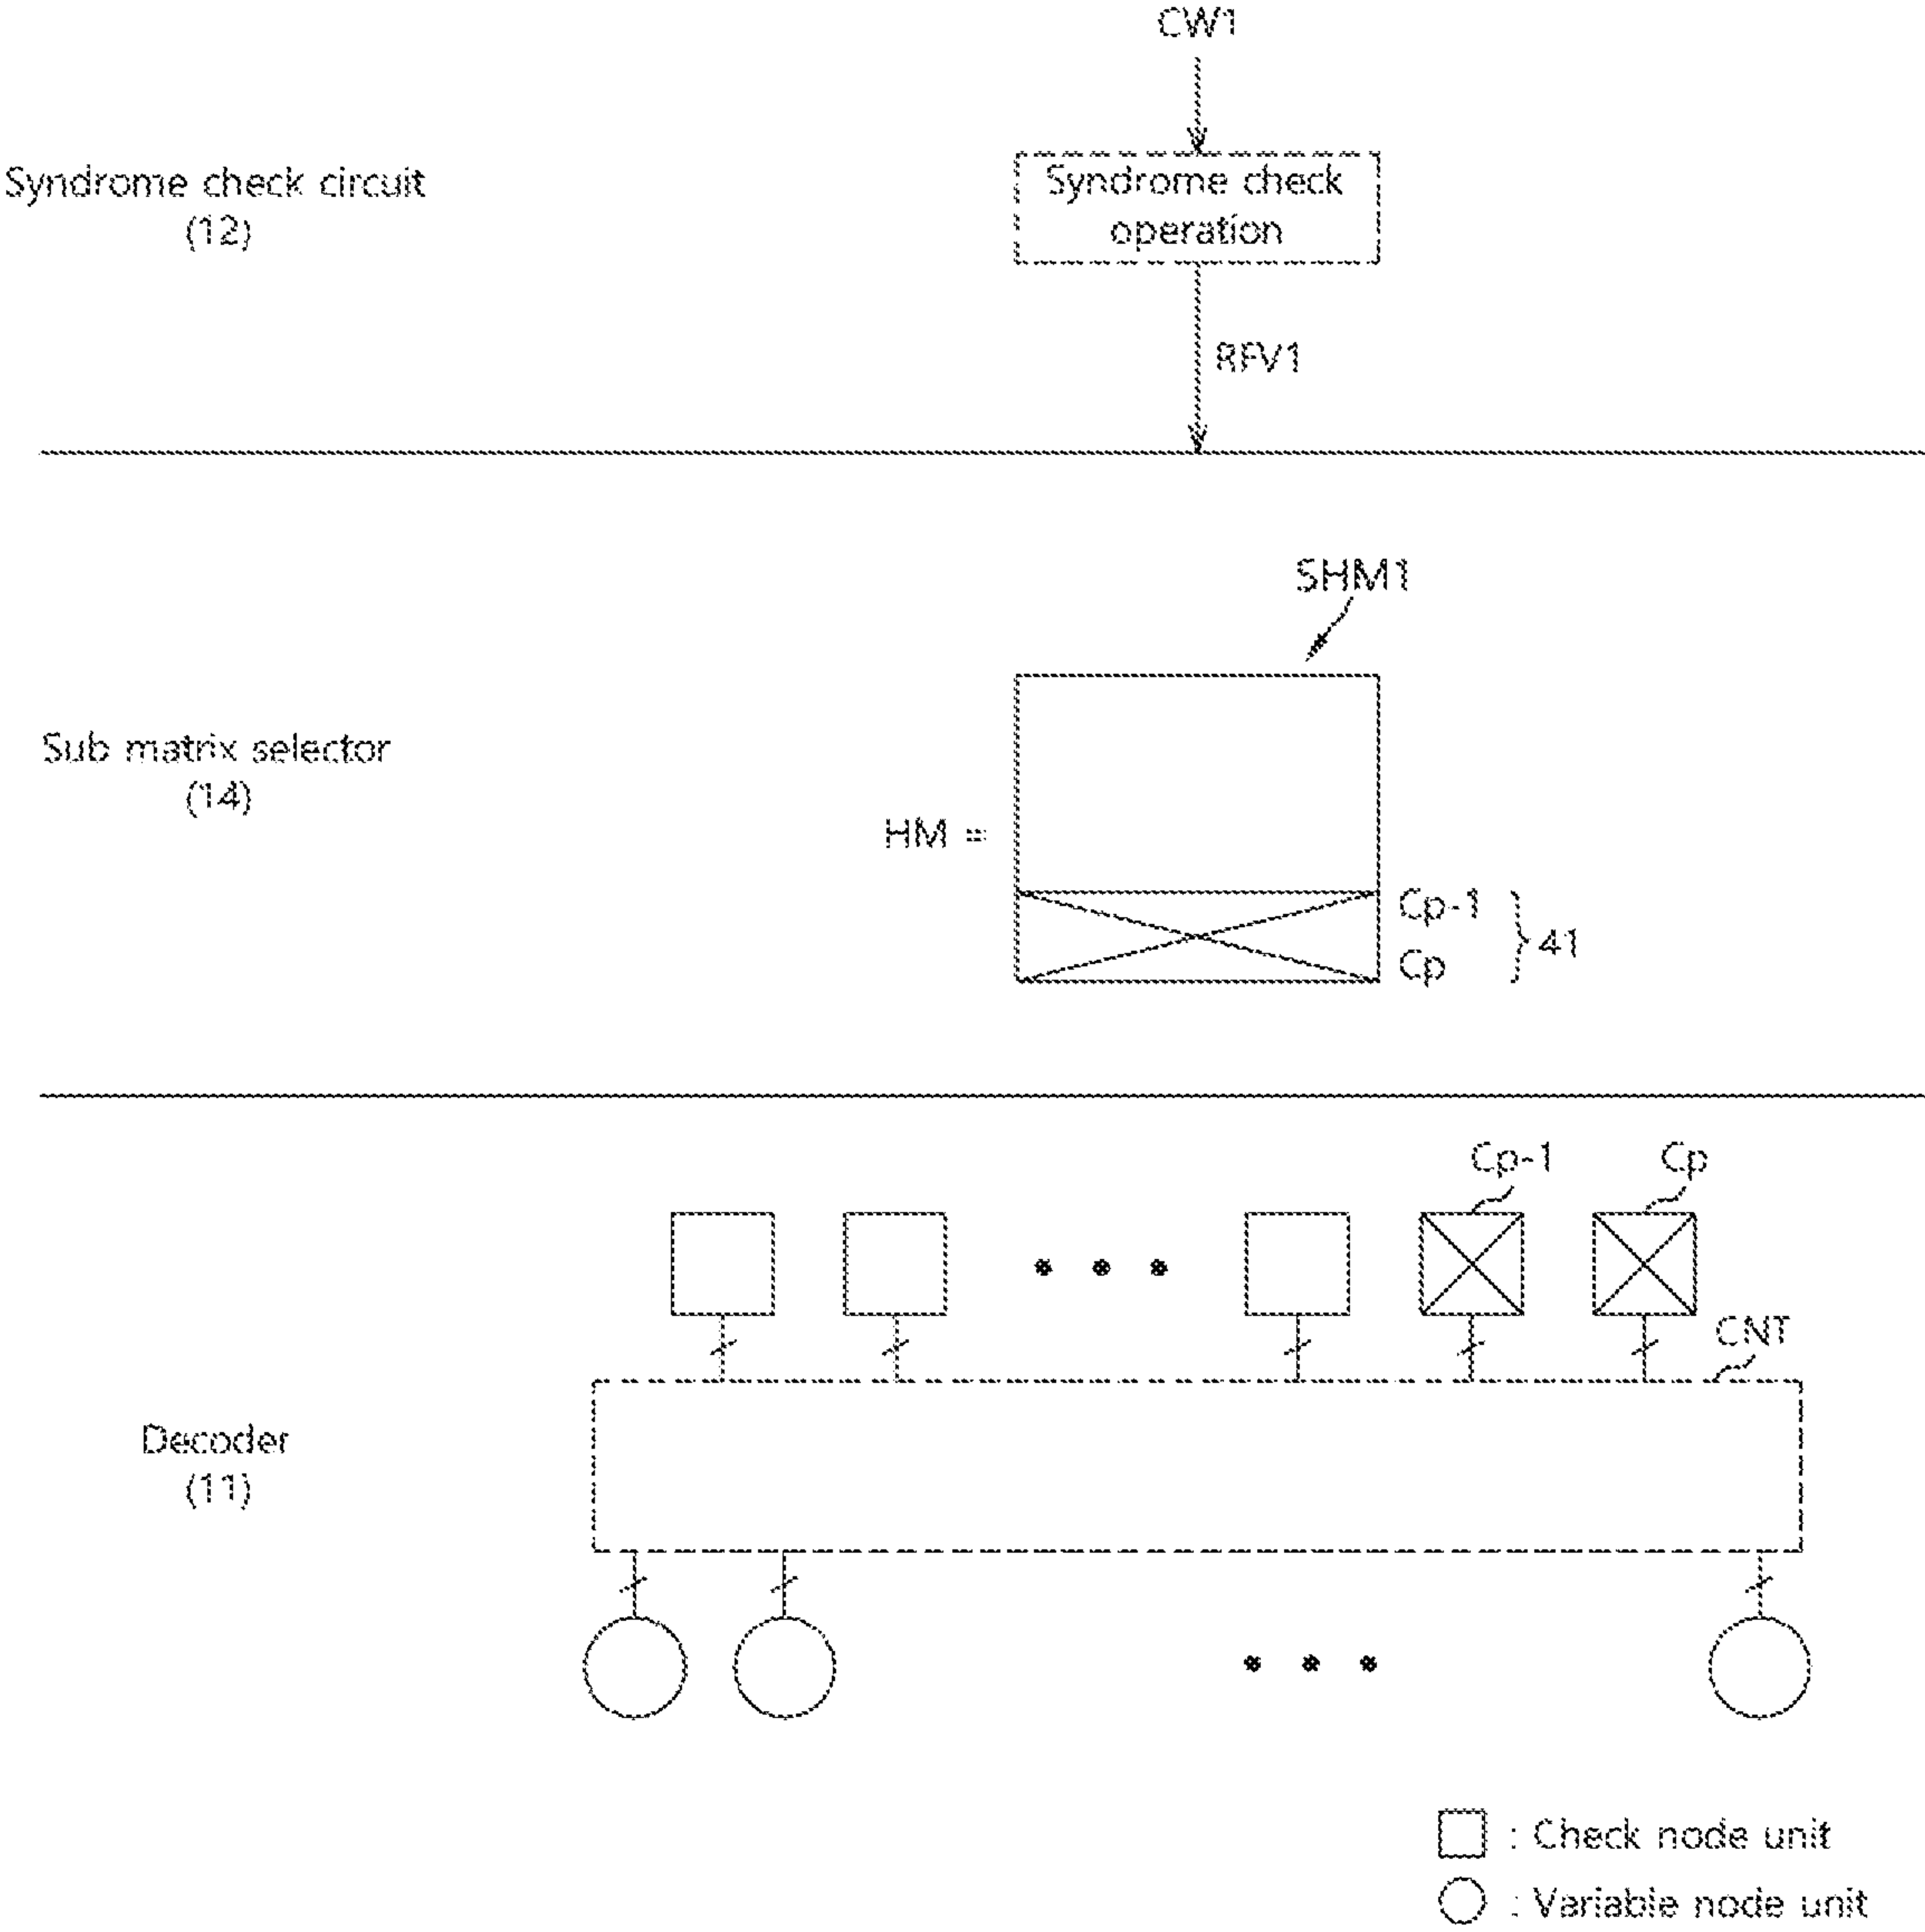 CW1
Syndrome check circuit
(12)
Syndrome check
operation
RFV1
SHM1
Sub matrix selector
(14)
HM =
Cp-1
Cp
41
Cp-1
Cp
CNT
Decoder
(11)
: Check node unit
: Variable node unit